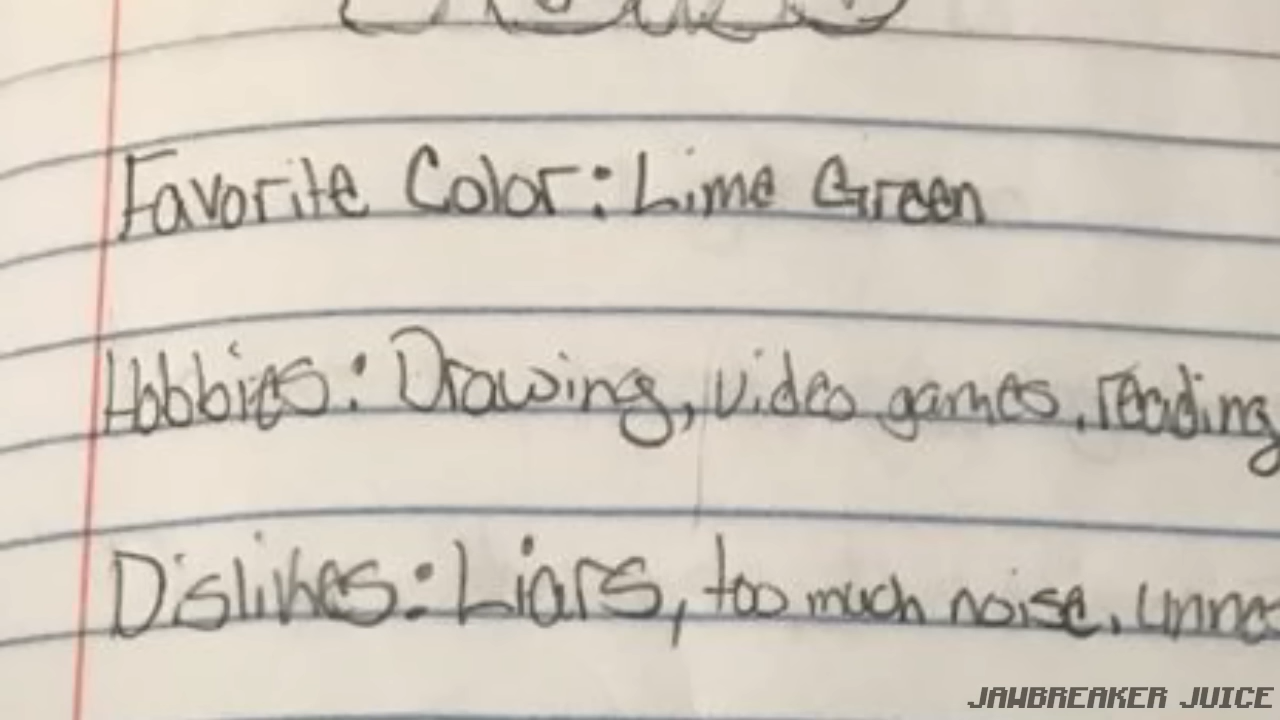 Favorite Color: Lime Green
Hobbies: Drawing, video games, reading
Dislikes: Liars, too much noise,
JAWBREAKER JUICE